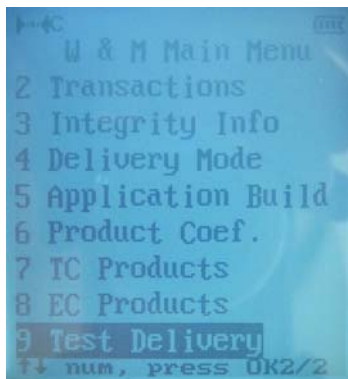 W & M Main Menu
2 Transactions
3 Integrity Info
4 Delivery Mode
5 Application Build
6 Product Coef.
7 TC Products
8 EC Products
9 Test Delivery
↑↓ num, press OK2/2